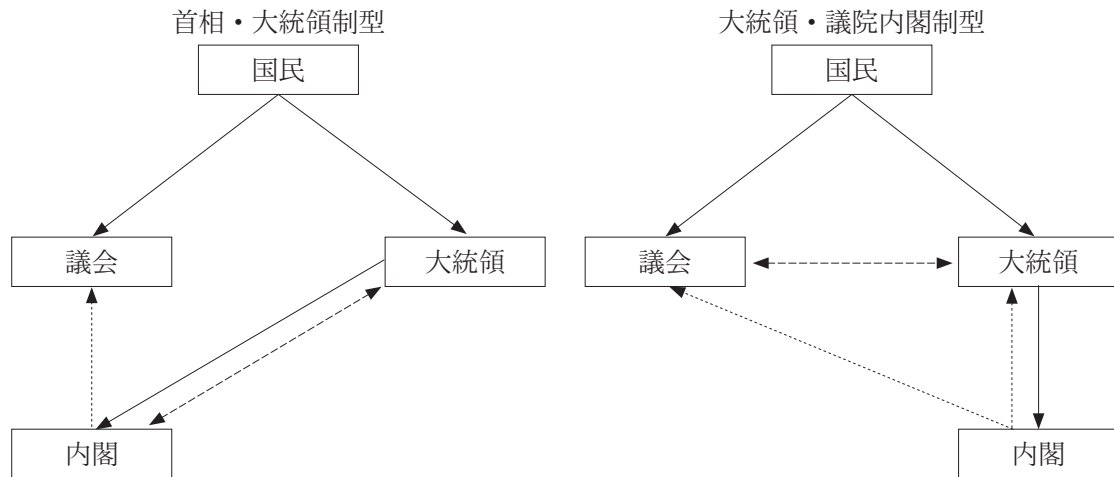 首相・大統領制型
国民
議会
大統領
内閣
大統領・議院内閣制型
国民
議会
大統領
内閣